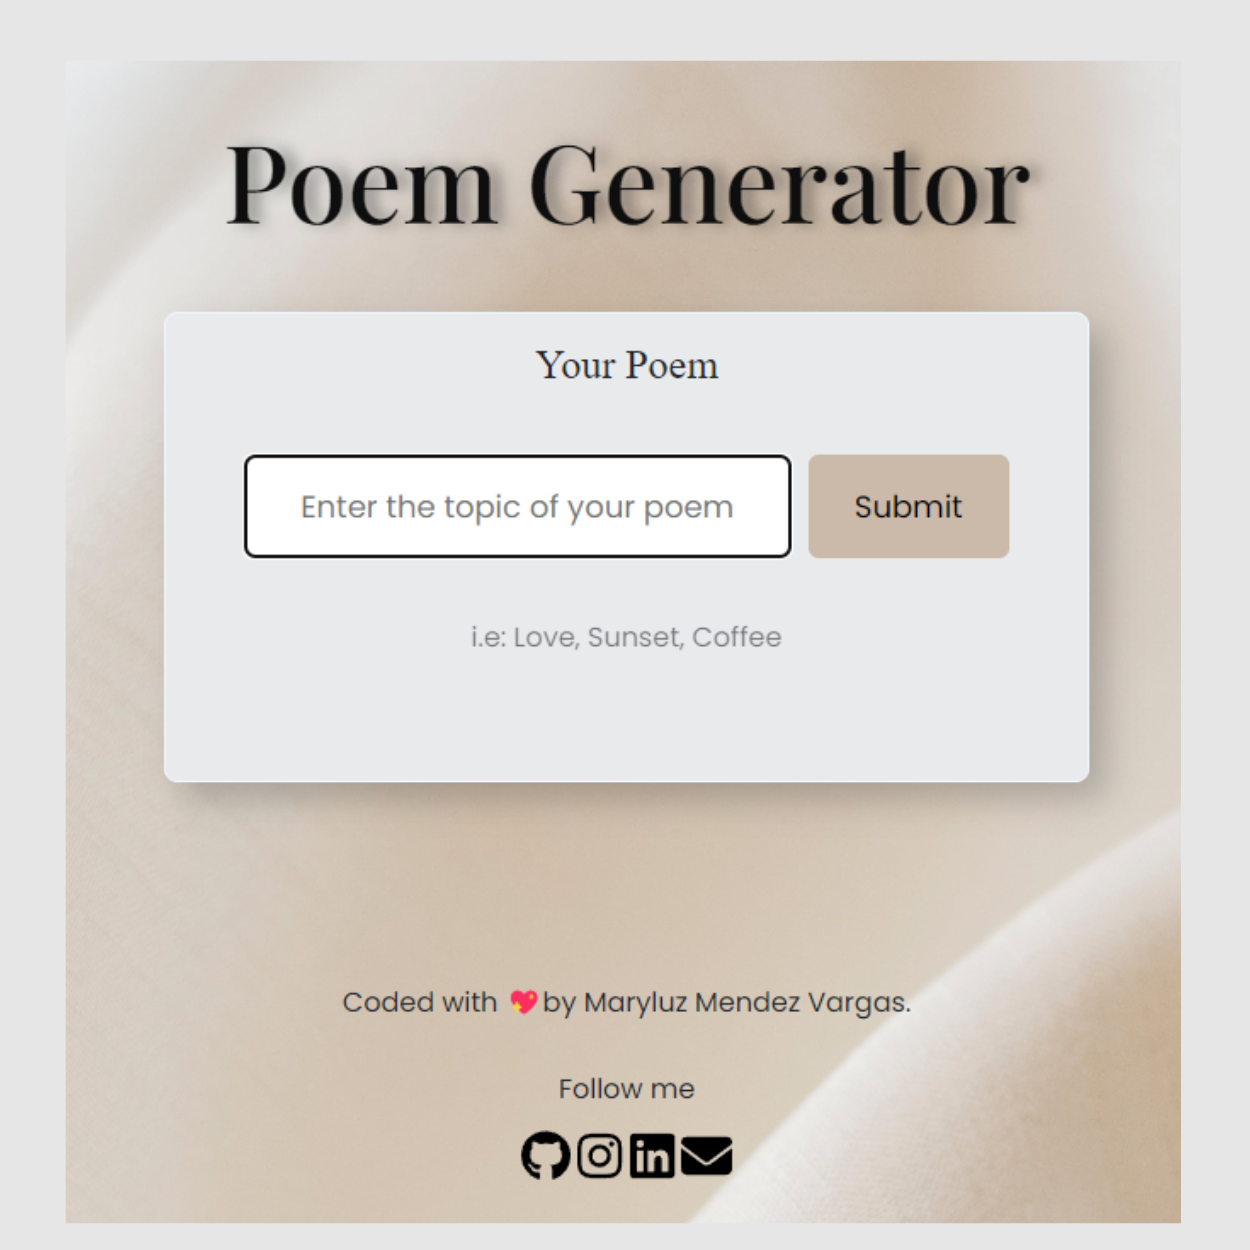 Poem Generator
Your Poem
Enter the topic of your poem
Submit
i.e: Love, Sunset, Coffee
Coded with 💖by Maryluz Mendez Vargas.
Follow me
in